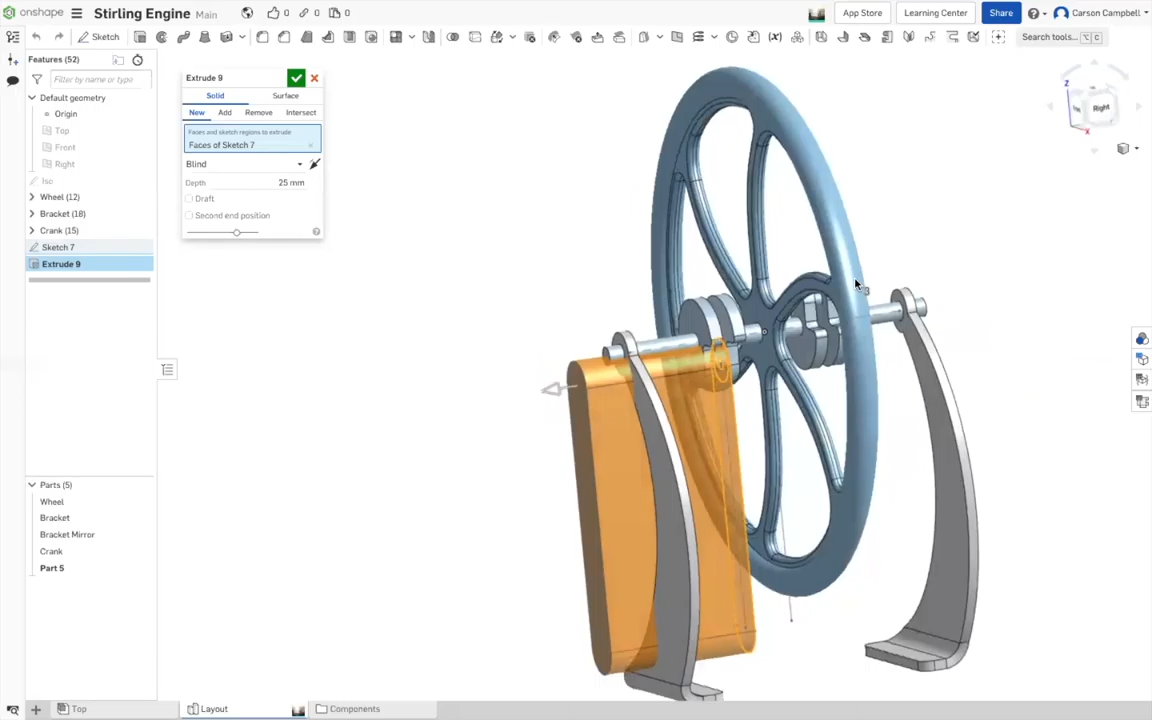 onshape Stirling Engine Main 0 0 0 App Store Learning Center Share Carson Campbell
Sketch Search tools... ⌥ C
Features (52)
Filter by name or type
Default geometry
Origin
Top
Front
Right
Iso
Wheel (12)
Bracket (18)
Crank (15)
Sketch 7
Extrude 9
Parts (5)
Wheel
Bracket
Bracket Mirror
Crank
Part 5
Extrude 9
Solid Surface
New Add Remove Intersect
Faces and sketch regions to extrude
Faces of Sketch 7
Blind
Depth 25 mm
Draft
Second end position
Z
Right
X
Top Layout Components